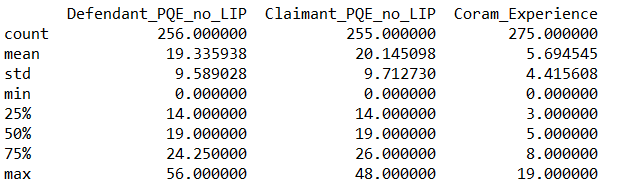 Defendant_PQE_no_LIP Claimant_PQE_no_LIP Coram_Experience
count 256.000000 255.000000 275.000000
mean 19.335938 20.145098 5.694545
std 9.589028 9.712730 4.415608
min 0.000000 0.000000 0.000000
25% 14.000000 14.000000 3.000000
50% 19.000000 19.000000 5.000000
75% 24.250000 26.000000 8.000000
max 56.000000 48.000000 19.000000